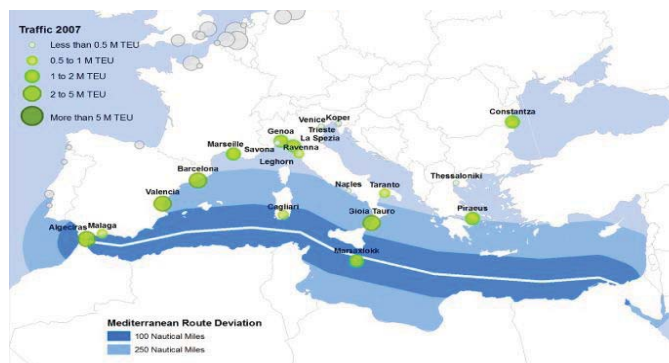 Traffic 2007
Less than 0.5 M TEU
0.5 to 1 M TEU
1 to 2 M TEU
2 to 5 M TEU
More than 5 M TEU
Constantza
Venice Koper
Trieste
Genoa
La Spezia
Marseille
Savona
Ravenna
Leghorn
Barcelona
Thessaloniki
Naples
Taranto
Valencia
Cagliari
Gioia Tauro
Piraeus
Algeciras
Malaga
Marsaxlokk
Mediterranean Route Deviation
100 Nautical Miles
250 Nautical Miles